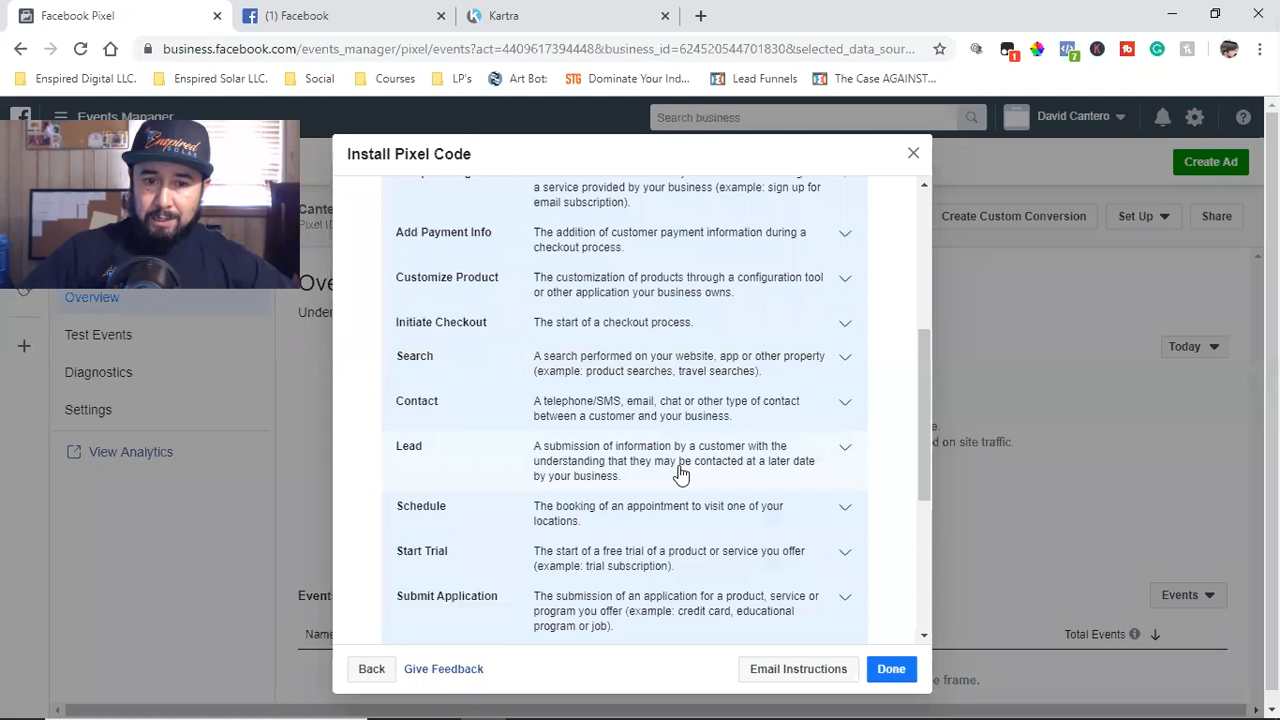 Facebook Pixel
(1) Facebook
Kartra
business.facebook.com/events_manager/pixel/events?act=440961739448&business_id=624520544701830&selected_data_sour...
1
7
Enspired Digital LLC.
Enspired Solar LLC.
Social
Courses
LP's
Art Bot:
STG Dominate Your Ind...
Lead Funnels
The Case AGAINST...
Events Manager
Search business
David Cantero
Install Pixel Code
Create Ad
Enspired
SOLAR
Cante
Pixel I
Create Custom Conversion
Set Up
Share
a service provided by your business (example: sign up for
email subscription).
Add Payment Info
The addition of customer payment information during a
checkout process.
Customize Product
The customization of products through a configuration tool
or other application your business owns.
Overview
Ove
Unde
Initiate Checkout
The start of a checkout process.
Test Events
Today
Search
A search performed on your website, app or other property
(example: product searches, travel searches).
Diagnostics
Contact
A telephone/SMS, email, chat or other type of contact
between a customer and your business.
Settings
e.
d on site traffic.
View Analytics
Lead
A submission of information by a customer with the
understanding that they may be contacted at a later date
by your business.
Schedule
The booking of an appointment to visit one of your
locations.
Start Trial
The start of a free trial of a product or service you offer
(example: trial subscription).
Submit Application
The submission of an application for a product, service or
program you offer (example: credit card, educational
program or job).
Event
Events
Nam
Total Events
Back
Give Feedback
Email Instructions
Done
e frame.